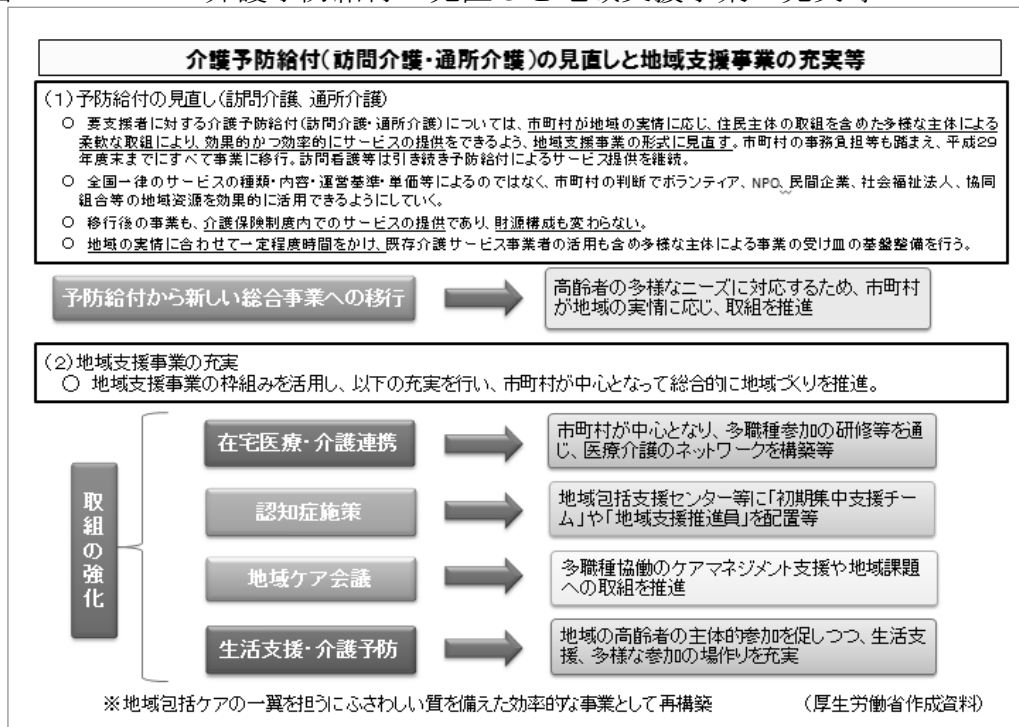 介護予防給付(訪問介護・通所介護)の見直しと地域支援事業の充実等
(1)予防給付の見直し(訪問介護、通所介護)
○ 要支援者に対する介護予防給付(訪問介護・通所介護)については、市町村が地域の実情に応じ、住民主体の取組を含めた多様な主体による
柔軟な取組により、効果的かつ効率的にサービスの提供をできるよう、地域支援事業の形式に見直す。市町村の事務負担等も踏まえ、平成29
年度末までにすべて事業に移行。訪問看護等は引き続き予防給付によるサービス提供を継続。
○ 全国一律のサービスの種類・内容・運営基準・単価等によるのではなく、市町村の判断でボランティア、NPO、民間企業、社会福祉法人、協同
組合等の地域資源を効果的に活用できるようにしていく。
○ 移行後の事業も、介護保険制度内でのサービスの提供であり、財源構成も変わらない。
○ 地域の実情に合わせて一定程度時間をかけ、既存介護サービス事業者の活用も含め多様な主体による事業の受け皿の基盤整備を行う。
予防給付から新しい総合事業への移行
高齢者の多様なニーズに対応するため、市町村
が地域の実情に応じ、取組を推進
(2)地域支援事業の充実
○ 地域支援事業の枠組みを活用し、以下の充実を行い、市町村が中心となって総合的に地域づくりを推進。
取組の強化
在宅医療・介護連携
市町村が中心となり、多職種参加の研修等を通
じ、医療介護のネットワークを構築等
認知症施策
地域包括支援センター等に「初期集中支援チー
ム」や「地域支援推進員」を配置等
地域ケア会議
多職種協働のケアマネジメント支援や地域課題
への取組を推進
生活支援・介護予防
地域の高齢者の主体的参加を促しつつ、生活支
援、多様な参加の場作りを充実
※地域包括ケアの一翼を担うにふさわしい質を備えた効率的な事業として再構築
(厚生労働省作成資料)